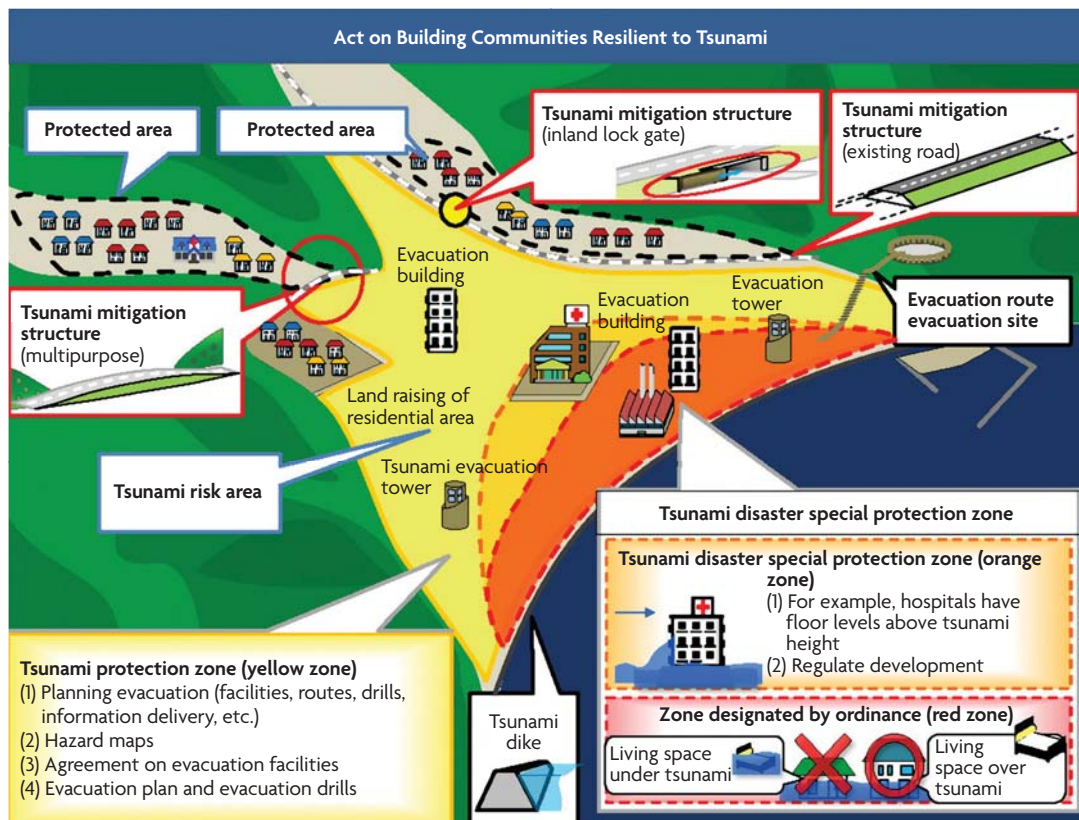 Act on Building Communities Resilient to Tsunami
Protected area
Protected area
Tsunami mitigation structure
(inland lock gate)
Tsunami mitigation
structure
(existing road)
Evacuation
building
Evacuation
building
Evacuation
tower
Evacuation route
evacuation site
Tsunami mitigation
structure
(multipurpose)
Land raising of
residential area
Tsunami risk area
Tsunami evacuation
tower
Tsunami disaster special protection zone
Tsunami disaster special protection zone (orange
zone)
(1) For example, hospitals have
floor levels above tsunami
height
(2) Regulate development
Zone designated by ordinance (red zone)
Living space
under tsunami
Living
space over
tsunami
Tsunami protection zone (yellow zone)
(1) Planning evacuation (facilities, routes, drills,
information delivery, etc.)
(2) Hazard maps
(3) Agreement on evacuation facilities
(4) Evacuation plan and evacuation drills
Tsunami
dike